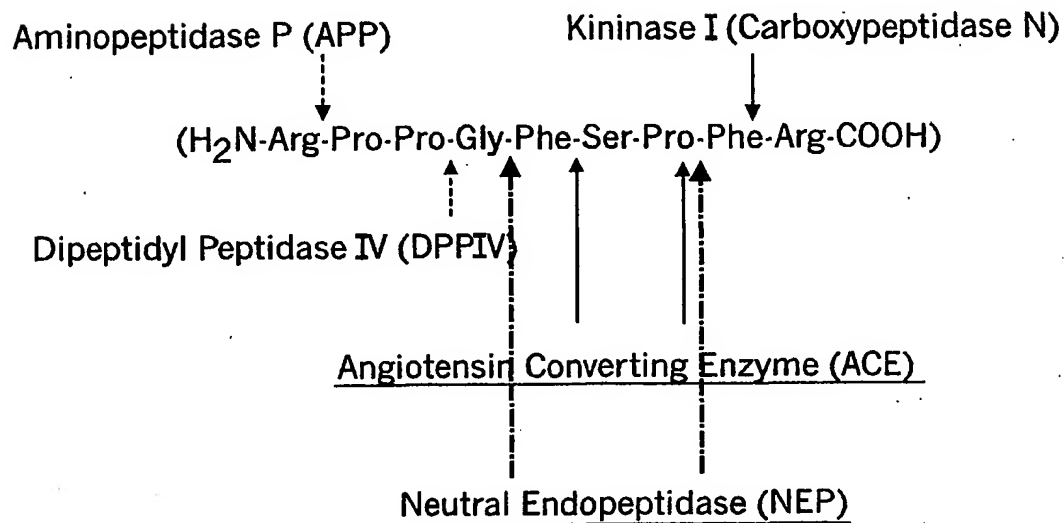 Aminopeptidase P (APP)
Kininase I (Carboxypeptidase N)
(H2N-Arg-Pro-Pro-Gly-Phe-Ser-Pro-Phe-Arg-COOH)
Dipeptidyl Peptidase IV (DPPIV)
Angiotensin Converting Enzyme (ACE)
Neutral Endopeptidase (NEP)